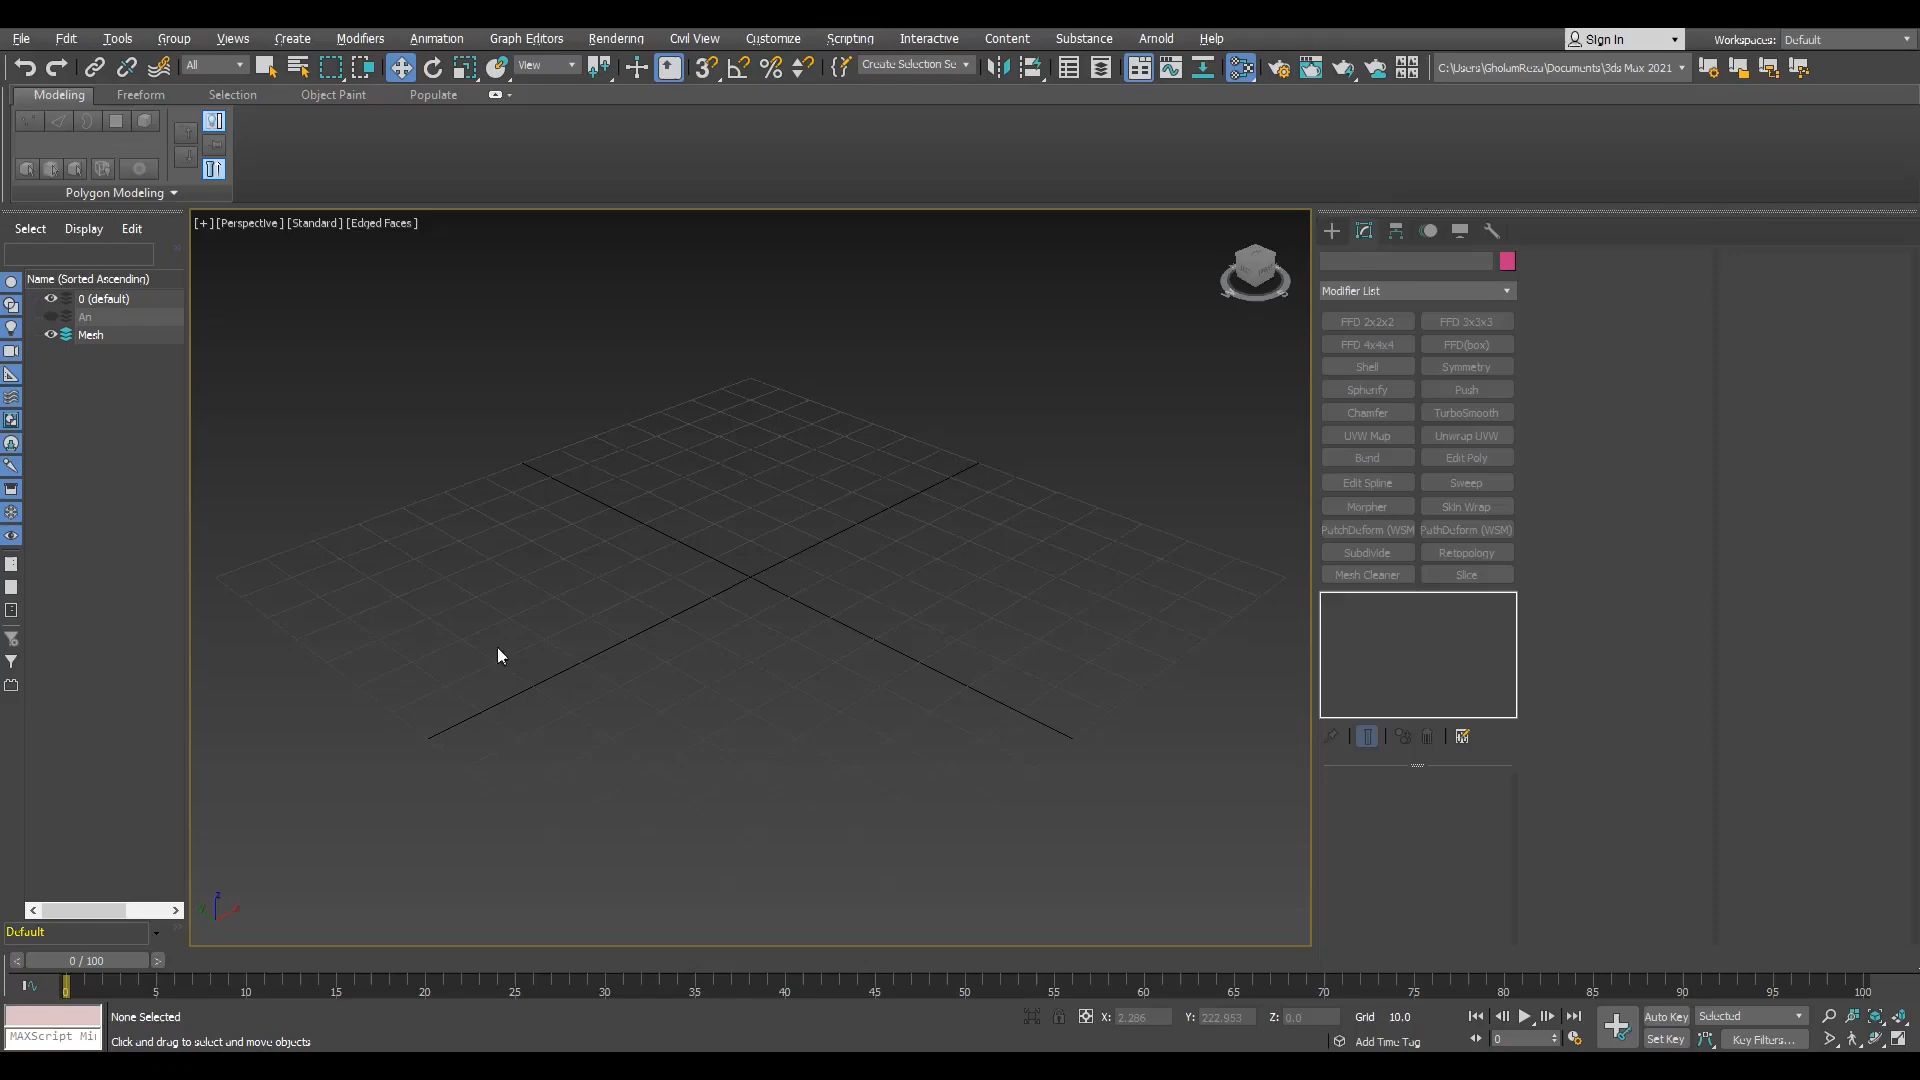 File Edit Tools Group Views Create Modifiers Animation Graph Editors Rendering Civil View Customize Scripting Interactive Content Substance Arnold Help Sign In Workspaces: Default
All View Create Selection Se C:\Users\GholamReza\Documents\3ds Max 2021
Modeling Freeform Selection Object Paint Populate
Polygon Modeling
Select Display Edit
[+] [Perspective] [Standard] [Edged Faces]
Name (Sorted Ascending)
0 (default)
An
Mesh
Modifier List
FFD 2x2x2 FFD 3x3x3
FFD 4x4x4 FFD(box)
Shell Symmetry
Spherify Push
Chamfer TurboSmooth
UVW Map Unwrap UVW
Bend Edit Poly
Edit Spline Sweep
Morpher Skin Wrap
PatchDeform (WSM PathDeform (WSM)
Subdivide Retopology
Mesh Cleaner Slice
z
Default
0 / 100
0 5 10 15 20 25 30 35 40 45 50 55 60 65 70 75 80 85 90 95 100
None Selected X: 2.286 Y: 222.953 Z: 0.0 Grid 10.0 Auto Key Selected
MAXScript Mi Click and drag to select and move objects Add Time Tag 0 Set Key Key Filters...